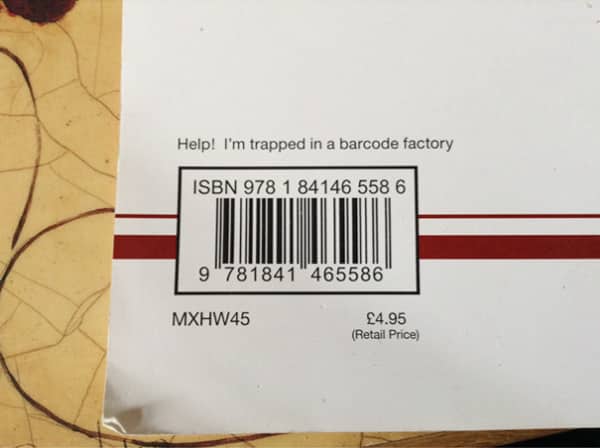 Help! I'm trapped in a barcode factory
ISBN 978 1 84146 558 6
9 781841 465586
MXHW45
£4.95
(Retail Price)